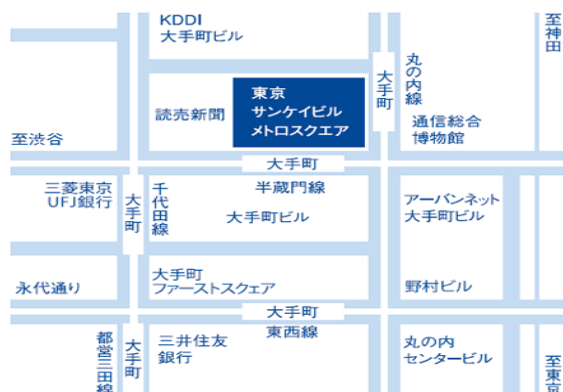 KDDI
大手町ビル
至神田
丸の内線
大手町
東京
サンケイビル
メトロスクエア
読売新聞
通信総合
博物館
至渋谷
大手町
半蔵門線
三菱東京
UFJ銀行
大手町
千代田線
大手町ビル
アーバンネット
大手町ビル
大手町
ファーストスクェア
永代通り
野村ビル
大手町
東西線
都営三田線
大手町
三井住友
銀行
丸の内
センタービル
至東京